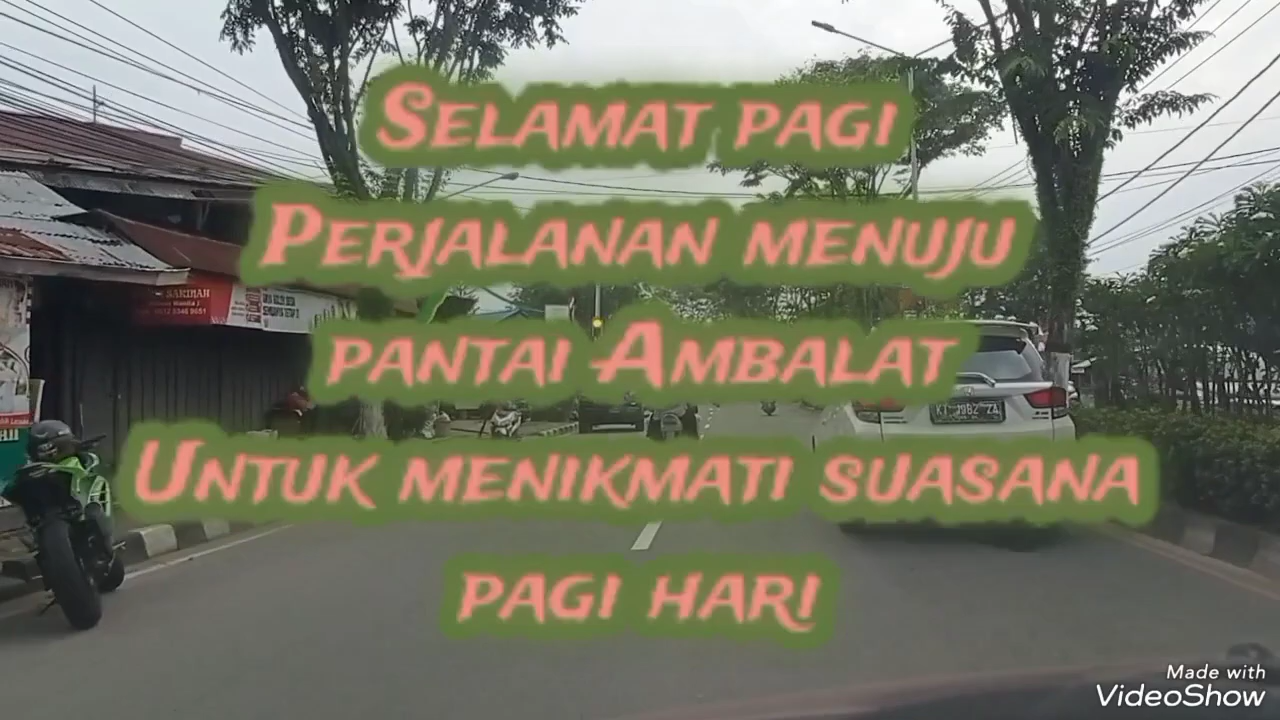 Selamat pagi
Perjalanan menuju
pantai Ambalat
Untuk menikmati suasana
pagi hari
Made with
VideoShow